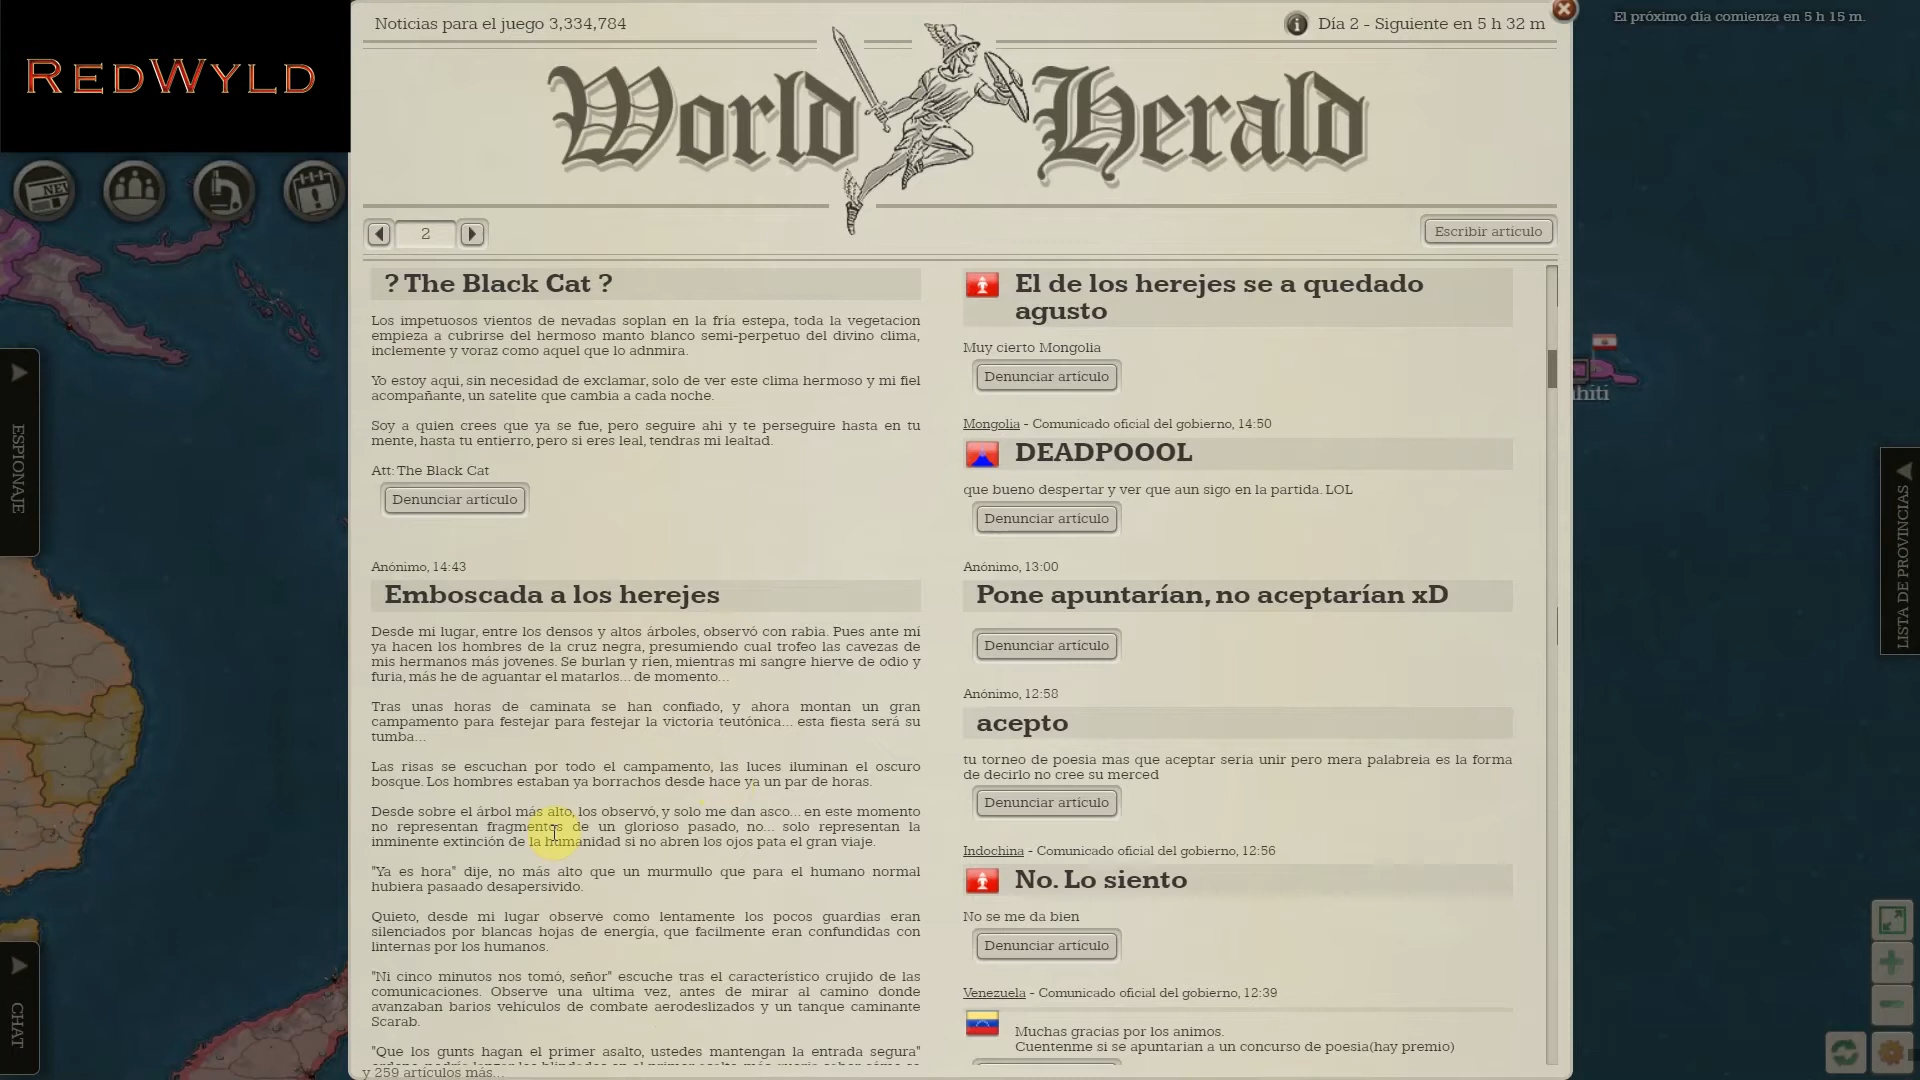 REDWYLD
Noticias para el juego 3,334,784
Día 2 - Siguiente en 5 h 32 m
El próximo día comienza en 5 h 15 m.
World Herald
NEW
2
Escribir artículo
? The Black Cat ?
Los impetuosos vientos de nevadas soplan en la fría estepa, toda la vegetacion
empieza a cubrirse del hermoso manto blanco semi-perpetuo del divino clima,
inclemente y voraz como aquel que lo adnmira.
Yo estoy aqui, sin necesidad de exclamar, solo de ver este clima hermoso y mi fiel
acompañante, un satelite que cambia a cada noche.
Soy a quien crees que ya se fue, pero seguire ahi y te perseguire hasta en tu
mente, hasta tu entierro, pero si eres leal, tendras mi lealtad.
Att: The Black Cat
Denunciar artículo
Anónimo, 14:43
Emboscada a los herejes
Desde mi lugar, entre los densos y altos árboles, observó con rabia. Pues ante mí
ya hacen los hombres de la cruz negra, presumiendo cual trofeo las cavezas de
mis hermanos más jovenes. Se burlan y ríen, mientras mi sangre hierve de odio y
furia, más he de aguantar el matarlos... de momento...
Tras unas horas de caminata se han confiado, y ahora montan un gran
campamento para festejar para festejar la victoria teutónica... esta fiesta será su
tumba...
Las risas se escuchan por todo el campamento, las luces iluminan el oscuro
bosque. Los hombres estaban ya borrachos desde hace ya un par de horas.
Desde sobre el árbol más alto, los observó, y solo me dan asco... en este momento
no representan fragmentos de un glorioso pasado, no... solo representan la
inminente extinción de la humanidad si no abren los ojos pata el gran viaje.
"Ya es hora" dije, no más alto que un murmullo que para el humano normal
hubiera pasaado desapersivido.
Quieto, desde mi lugar observé como lentamente los pocos guardias eran
silenciados por blancas hojas de energía, que facilmente eran confundidas con
linternas por los humanos.
"Ni cinco minutos nos tomó, señor" escuche tras el característico crujido de las
comunicaciones. Observe una ultima vez, antes de mirar al camino donde
avanzaban barios vehículos de combate aerodeslizados y un tanque caminante
Scarab.
"Que los gunts hagan el primer asalto, ustedes mantengan la entrada segura"
y 259 artículos más...
El de los herejes se a quedado
agusto
Muy cierto Mongolia
Denunciar artículo
Mongolia - Comunicado oficial del gobierno, 14:50
DEADPOOOL
que bueno despertar y ver que aun sigo en la partida. LOL
Denunciar artículo
Anónimo, 13:00
Pone apuntarían, no aceptarían xD
Denunciar artículo
Anónimo, 12:58
acepto
tu torneo de poesia mas que aceptar seria unir pero mera palabreia es la forma
de decirlo no cree su merced
Denunciar artículo
Indochina - Comunicado oficial del gobierno, 12:56
No. Lo siento
No se me da bien
Denunciar artículo
Venezuela - Comunicado oficial del gobierno, 12:39
Muchas gracias por los animos.
Cuentenme si se apuntarian a un concurso de poesia(hay premio)
ESPIONAJE
CHAT
LISTA DE PROVINCIAS